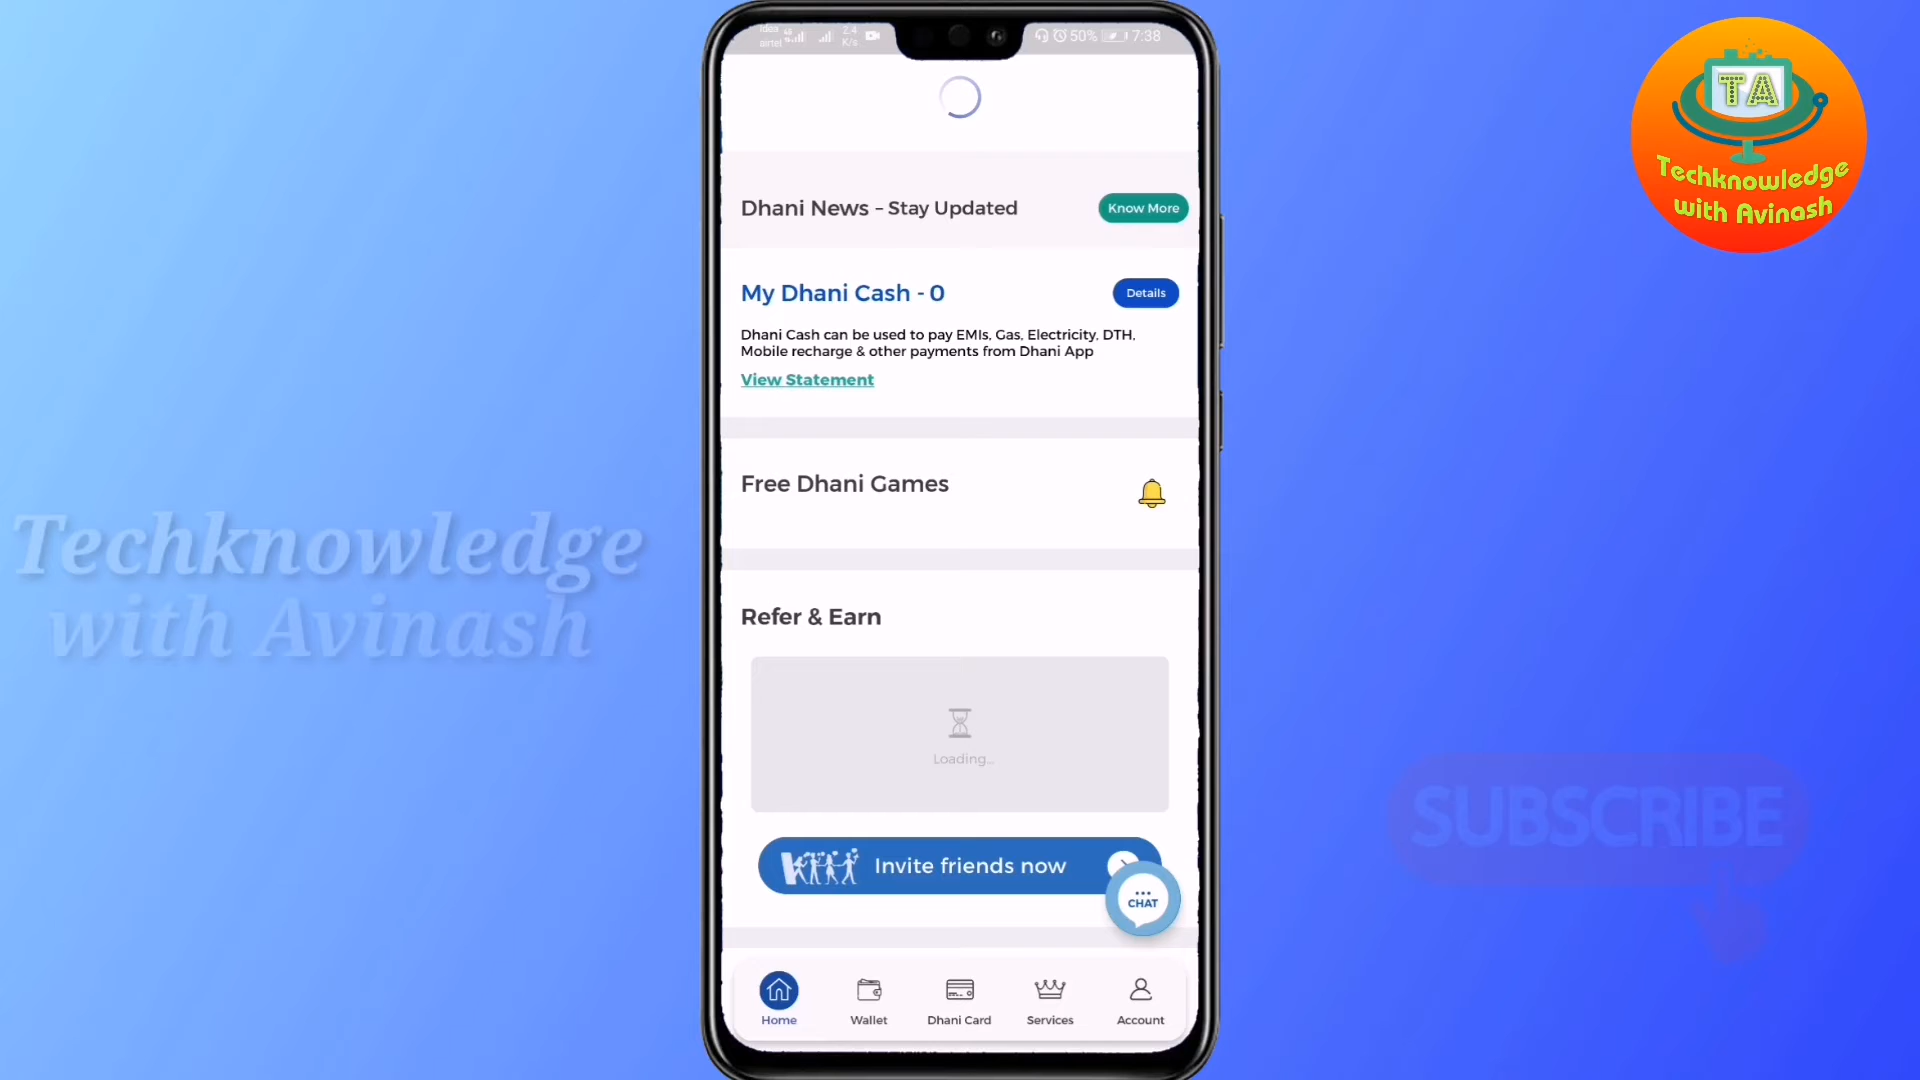 idea
airtel
2.4
K/s
50%
7:38
TA
Techknowledge
with Avinash
Dhani News – Stay Updated
Know More
My Dhani Cash - 0
Details
Dhani Cash can be used to pay EMIs, Gas, Electricity, DTH,
Mobile recharge & other payments from Dhani App
View Statement
Free Dhani Games
Techknowledge
with Avinash
Refer & Earn
Loading...
Invite friends now
CHAT
SUBSCRIBE
Home
Wallet
Dhani Card
Services
Account